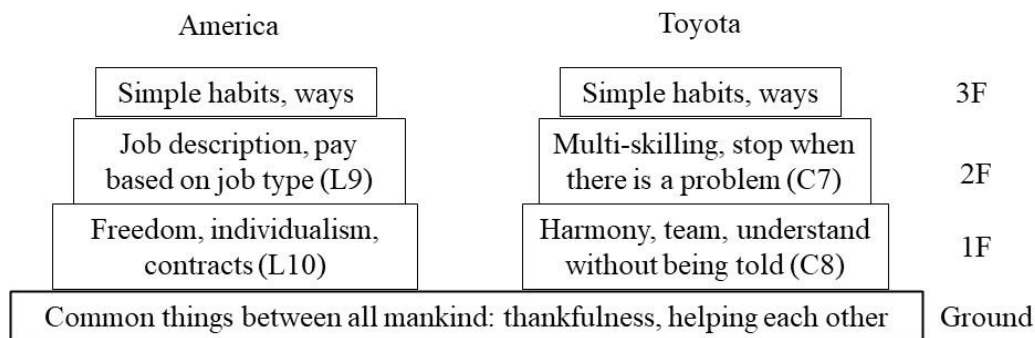 America
Toyota
Simple habits, ways
Simple habits, ways
3F
Job description, pay
based on job type (L9)
Multi-skilling, stop when
there is a problem (C7)
2F
Freedom, individualism,
contracts (L10)
Harmony, team, understand
without being told (C8)
1F
Common things between all mankind: thankfulness, helping each other
Ground